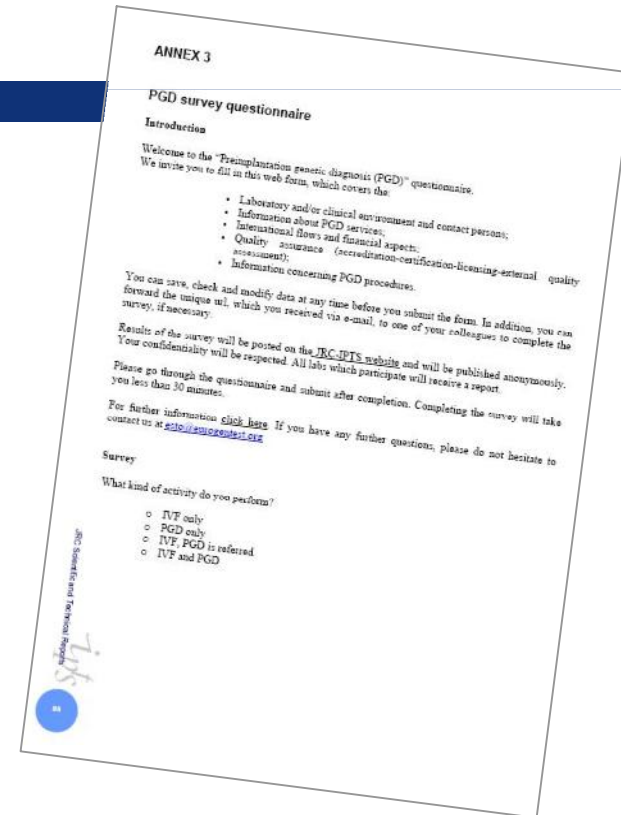 ANNEX 3
PGD survey questionnaire
Introduction
Welcome to the "Preimplantation genetic diagnosis (PGD)" questionnaire.
We invite you to fill in this web form, which covers the:
• Laboratory and/or clinical environment and contact persons;
• Information about PGD services;
• International flows and financial aspects;
• Quality assurance (accreditation-certification-licensing-external quality
assessment);
• Information concerning PGD procedures.
You can save, check and modify data at any time before you submit the form. In addition, you can
forward the unique url, which you received via e-mail, to one of your colleagues to complete the
survey, if necessary.
Results of the survey will be posted on the JRC-IPTS website and will be published anonymously.
Your confidentiality will be respected. All labs which participate will receive a report.
Please go through the questionnaire and submit after completion. Completing the survey will take
you less than 30 minutes.
For further information click here. If you have any further questions, please do not hesitate to
contact us at esto@eurogentest.org
Survey
What kind of activity do you perform?
○ IVF only
○ PGD only
○ IVF, PGD is referred
○ IVF and PGD
JRC Scientific and Technical Reports